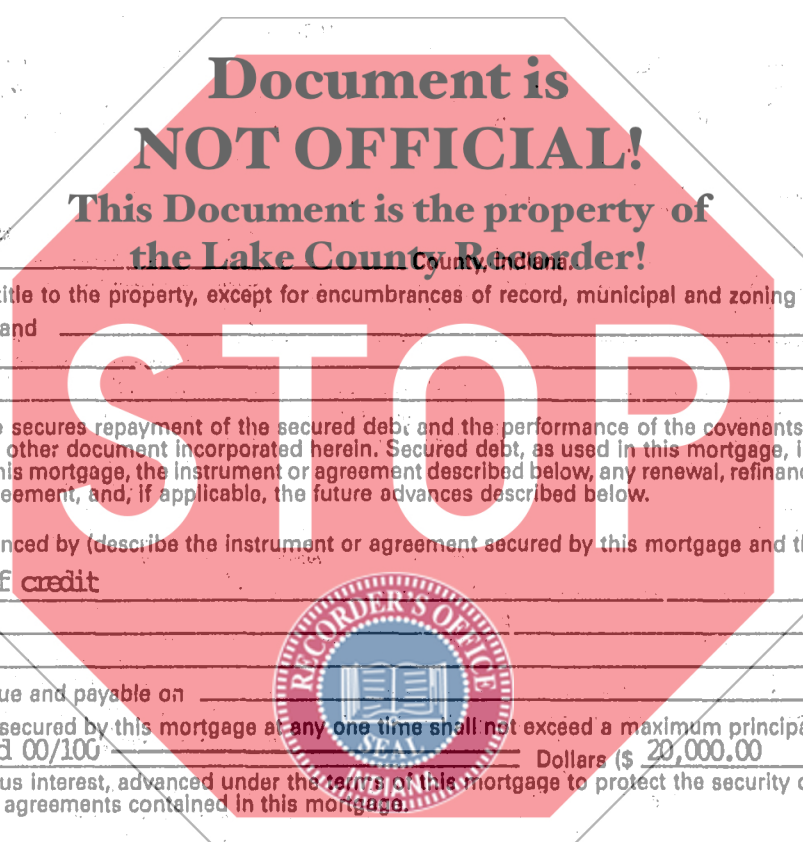 Document is
NOT OFFICIAL!
This Document is the property of
the Lake County Recorder!
County, Indiana.
title to the property, except for encumbrances of record, municipal and zoning
and
STOP
secures repayment of the secured debt and the performance of the covenants
other document incorporated herein. Secured debt, as used in this mortgage, i
his mortgage, the instrument or agreement described below, any renewal, refinanc
eement, and, if applicable, the future advances described below.
nced by (describe the instrument or agreement secured by this mortgage and th
f credit
RECORDER'S OFFICE
SEAL
INDIANA
ue and payable on
secured by this mortgage at any one time shall not exceed a maximum principa
d 00/100 Dollars ($ 20,000.00
us interest, advanced under the terms of this mortgage to protect the security o
agreements contained in this mortgage.